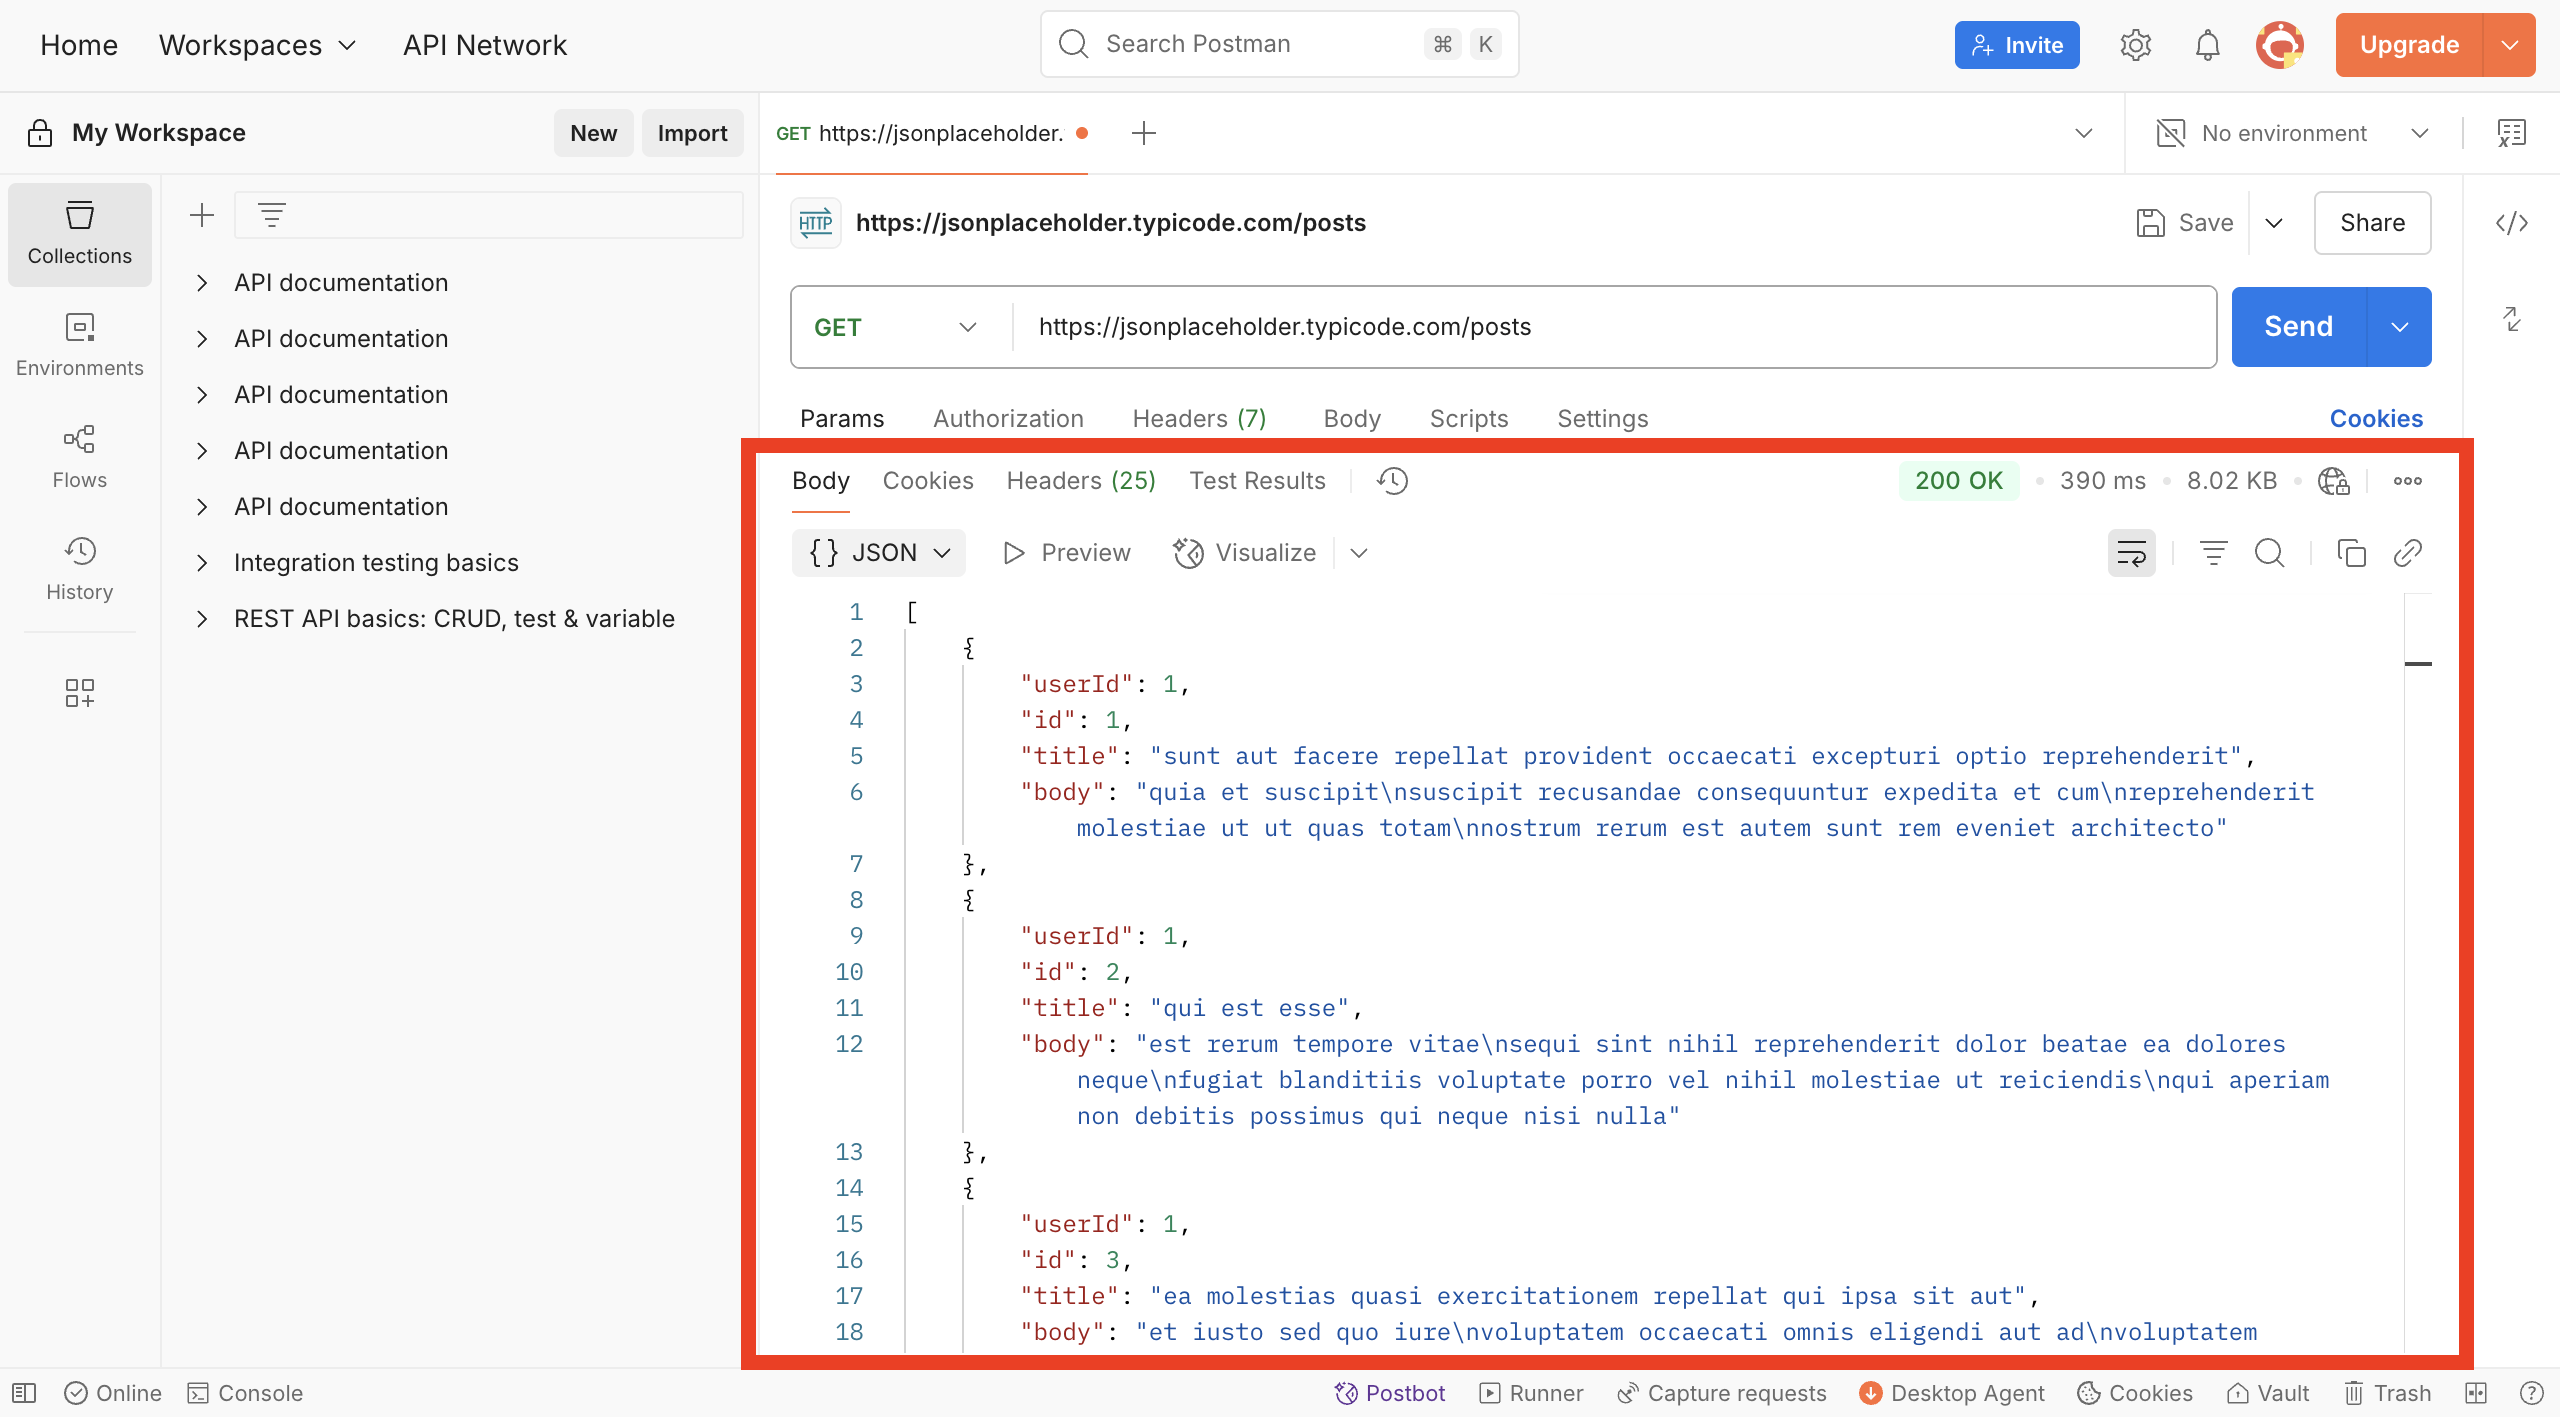 Home Workspaces API Network
Search Postman ⌘ K
Invite Upgrade
My Workspace New Import
GET https://jsonplaceholder.
No environment
Collections
Environments
Flows
History
API documentation
API documentation
API documentation
API documentation
API documentation
Integration testing basics
REST API basics: CRUD, test & variable
HTTP https://jsonplaceholder.typicode.com/posts
Save Share
GET https://jsonplaceholder.typicode.com/posts Send
Params Authorization Headers (7) Body Scripts Settings Cookies
Body Cookies Headers (25) Test Results 200 OK • 390 ms • 8.02 KB •
{} JSON Preview Visualize
1 [
2 {
3 "userId": 1,
4 "id": 1,
5 "title": "sunt aut facere repellat provident occaecati excepturi optio reprehenderit",
6 "body": "quia et suscipit\nsuscipit recusandae consequuntur expedita et cum\nreprehenderit
molestiae ut ut quas totam\nnostrum rerum est autem sunt rem eveniet architecto"
7 },
8 {
9 "userId": 1,
10 "id": 2,
11 "title": "qui est esse",
12 "body": "est rerum tempore vitae\nsequi sint nihil reprehenderit dolor beatae ea dolores
neque\nfugiat blanditiis voluptate porro vel nihil molestiae ut reiciendis\nqui aperiam
non debitis possimus qui neque nisi nulla"
13 },
14 {
15 "userId": 1,
16 "id": 3,
17 "title": "ea molestias quasi exercitationem repellat qui ipsa sit aut",
18 "body": "et iusto sed quo iure\nvoluptatem occaecati omnis eligendi aut ad\nvoluptatem
Online Console
Postbot Runner Capture requests Desktop Agent Cookies Vault Trash